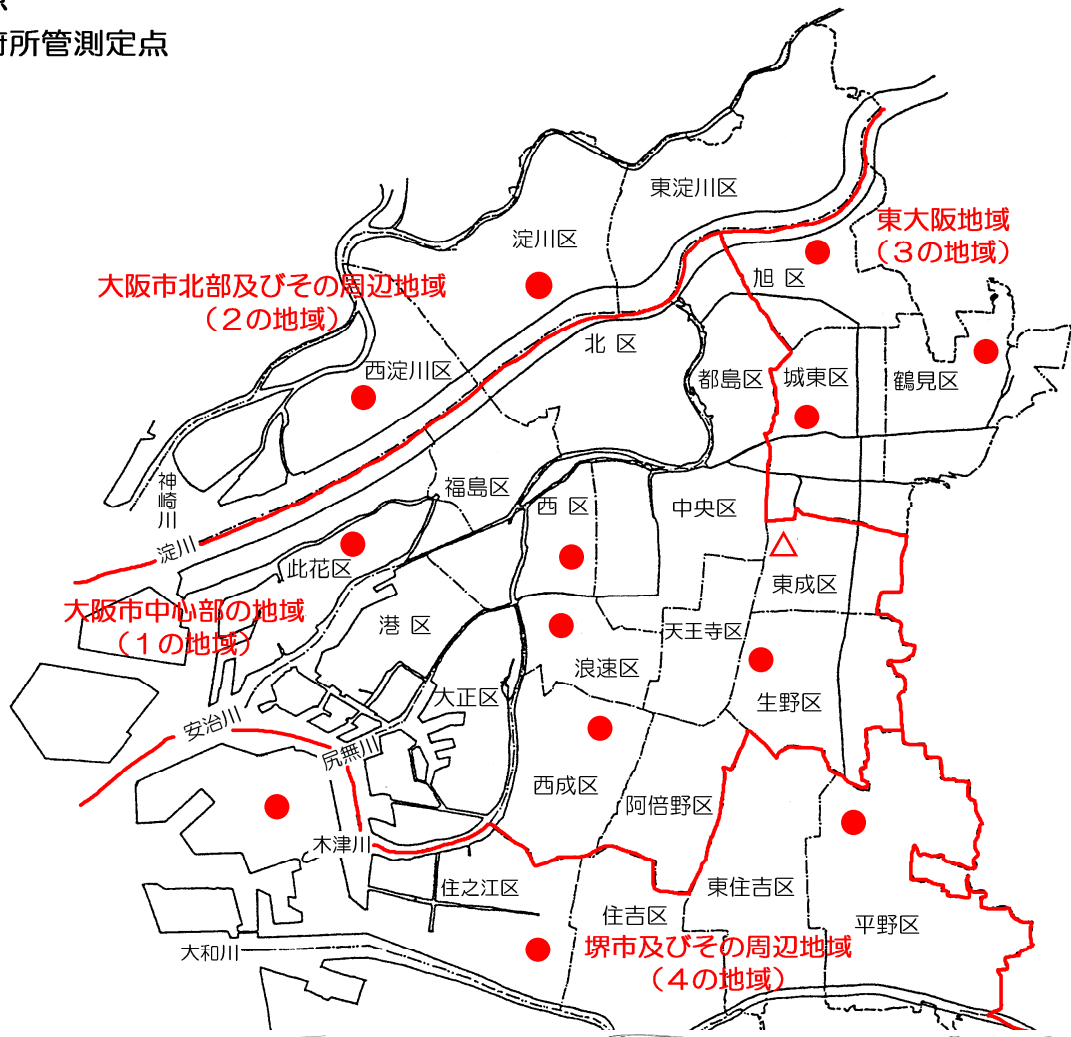 所管測定点
東淀川区
東大阪地域
(3の地域)
淀川区
旭 区
大阪市北部及びその周辺地域
(2の地域)
北 区
西淀川区
都島区
城東区
鶴見区
神崎川
福島区
西 区
中央区
淀川
此花区
東成区
大阪市中心部の地域
(1の地域)
港 区
天王寺区
浪速区
大正区
生野区
安治川
尻無川
西成区
阿倍野区
木津川
住之江区
東住吉区
住吉区
平野区
大和川
堺市及びその周辺地域
(4の地域)